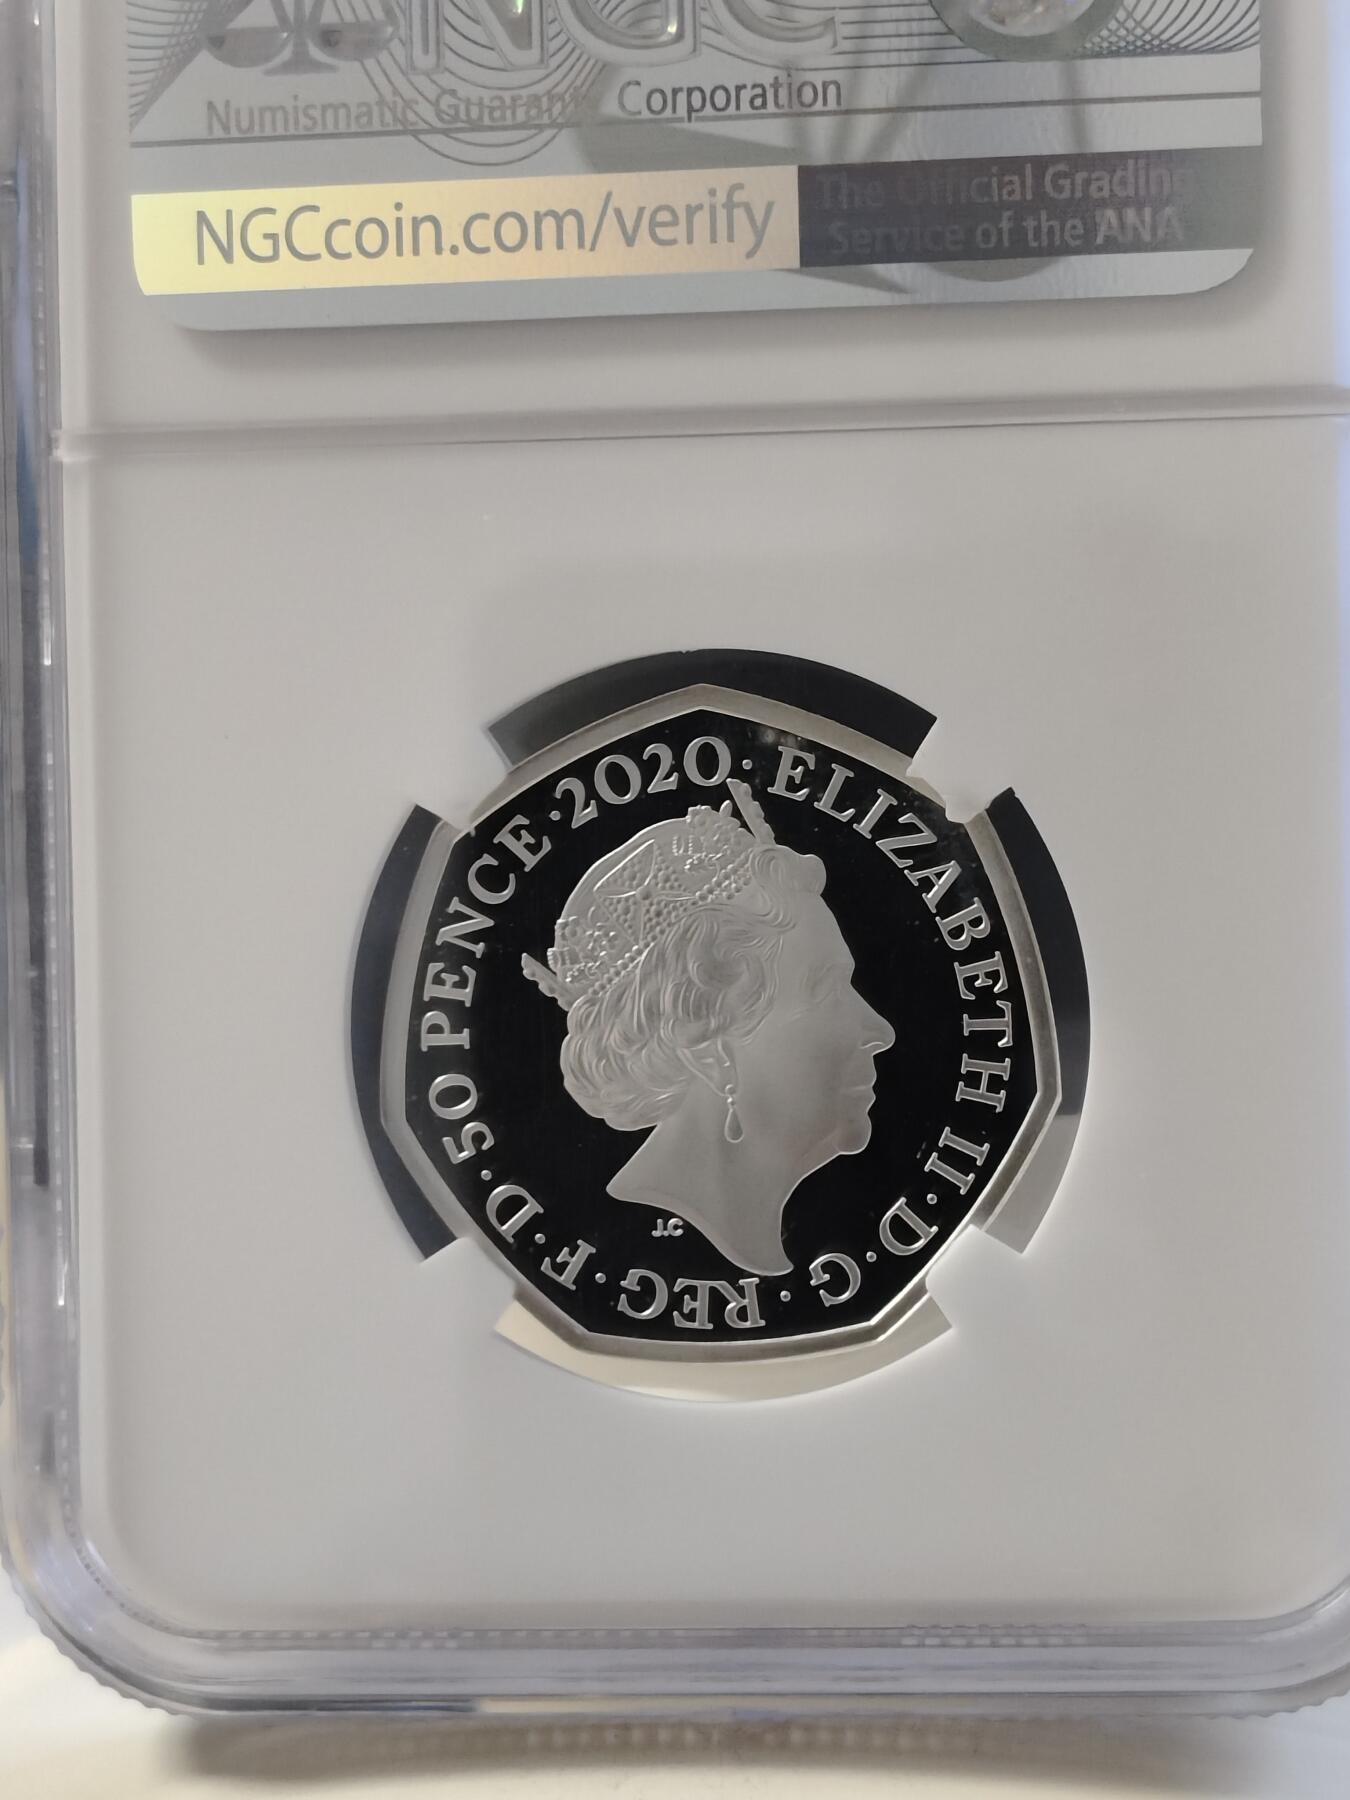 NGC
Numismatic Guaranty Corporation
NGCcoin.com/verify
The Official Grading
Service of the ANA
ELIZABETH II · D · G · REG · F · D · 50 PENCE · 2020 ·
J.C